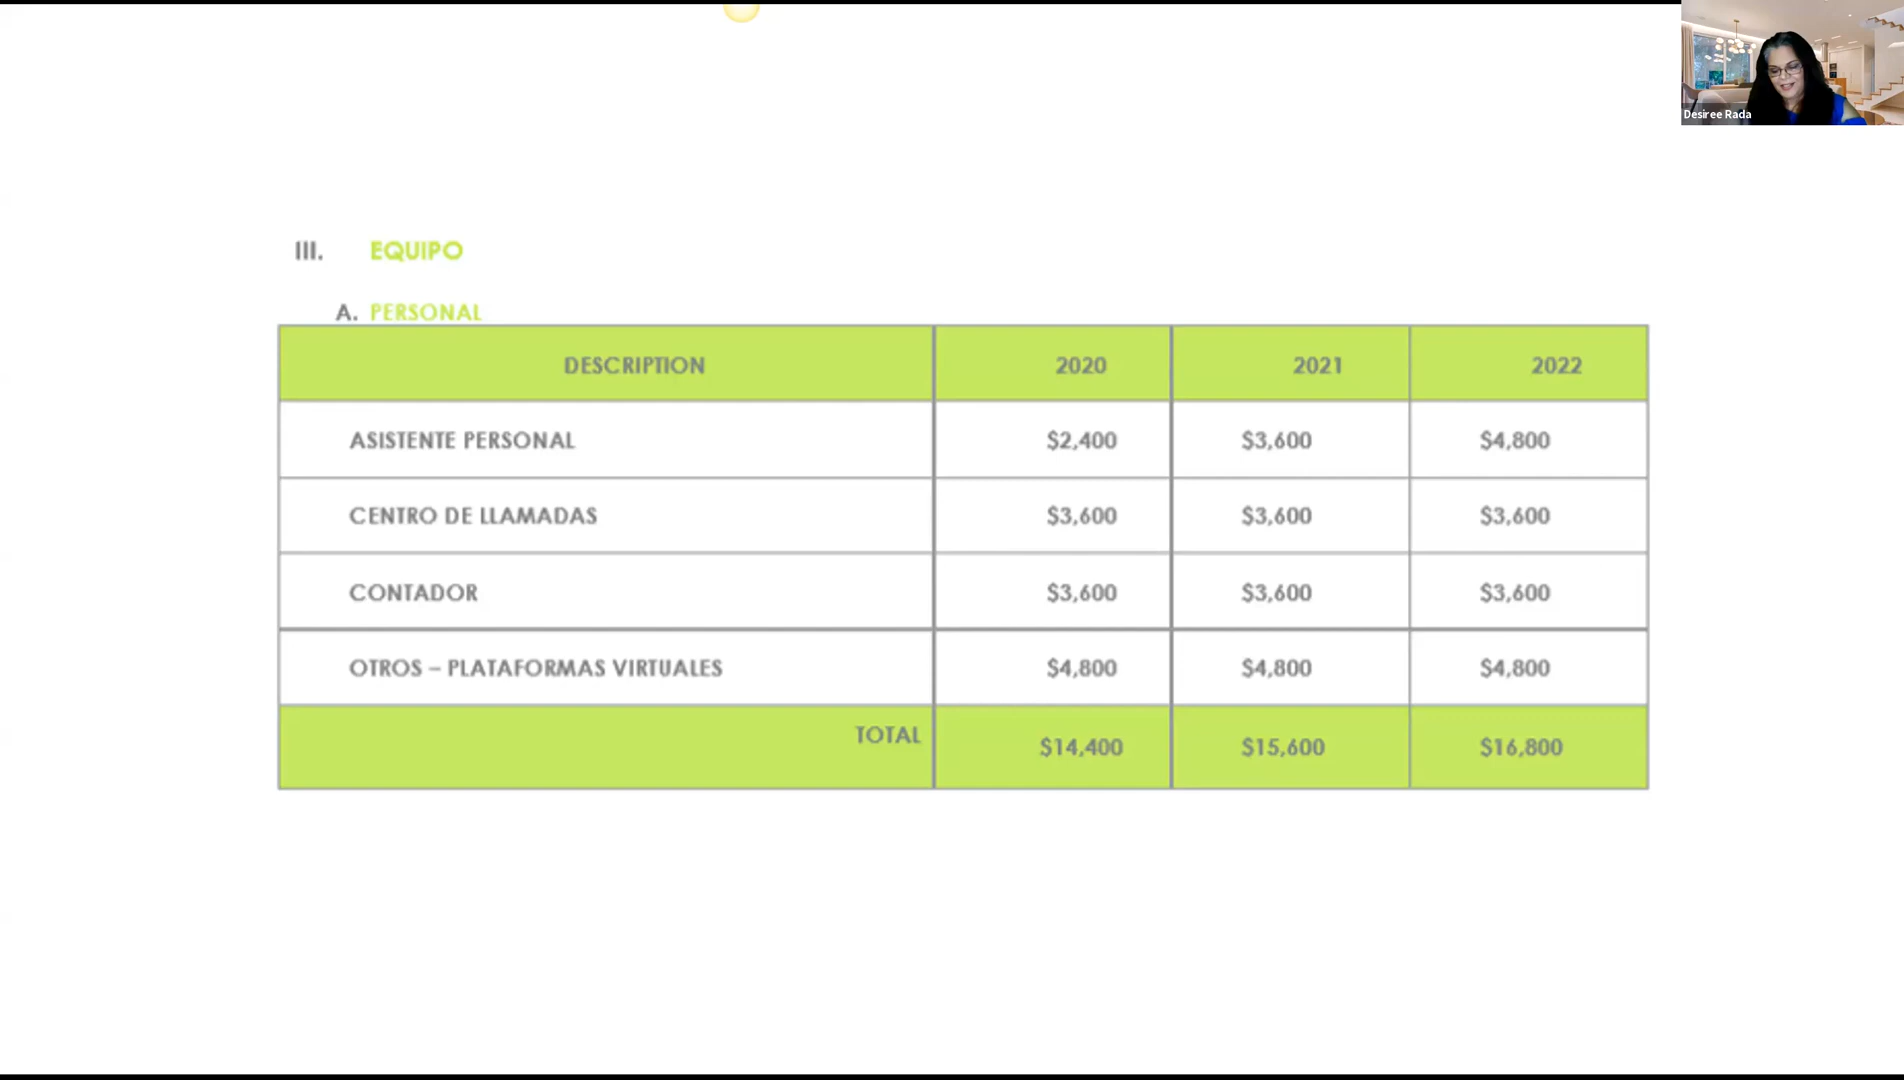 Desiree Rada
III. EQUIPO
A. PERSONAL
DESCRIPTION 2020 2021 2022
ASISTENTE PERSONAL $2,400 $3,600 $4,800
CENTRO DE LLAMADAS $3,600 $3,600 $3,600
CONTADOR $3,600 $3,600 $3,600
OTROS – PLATAFORMAS VIRTUALES $4,800 $4,800 $4,800
TOTAL $14,400 $15,600 $16,800